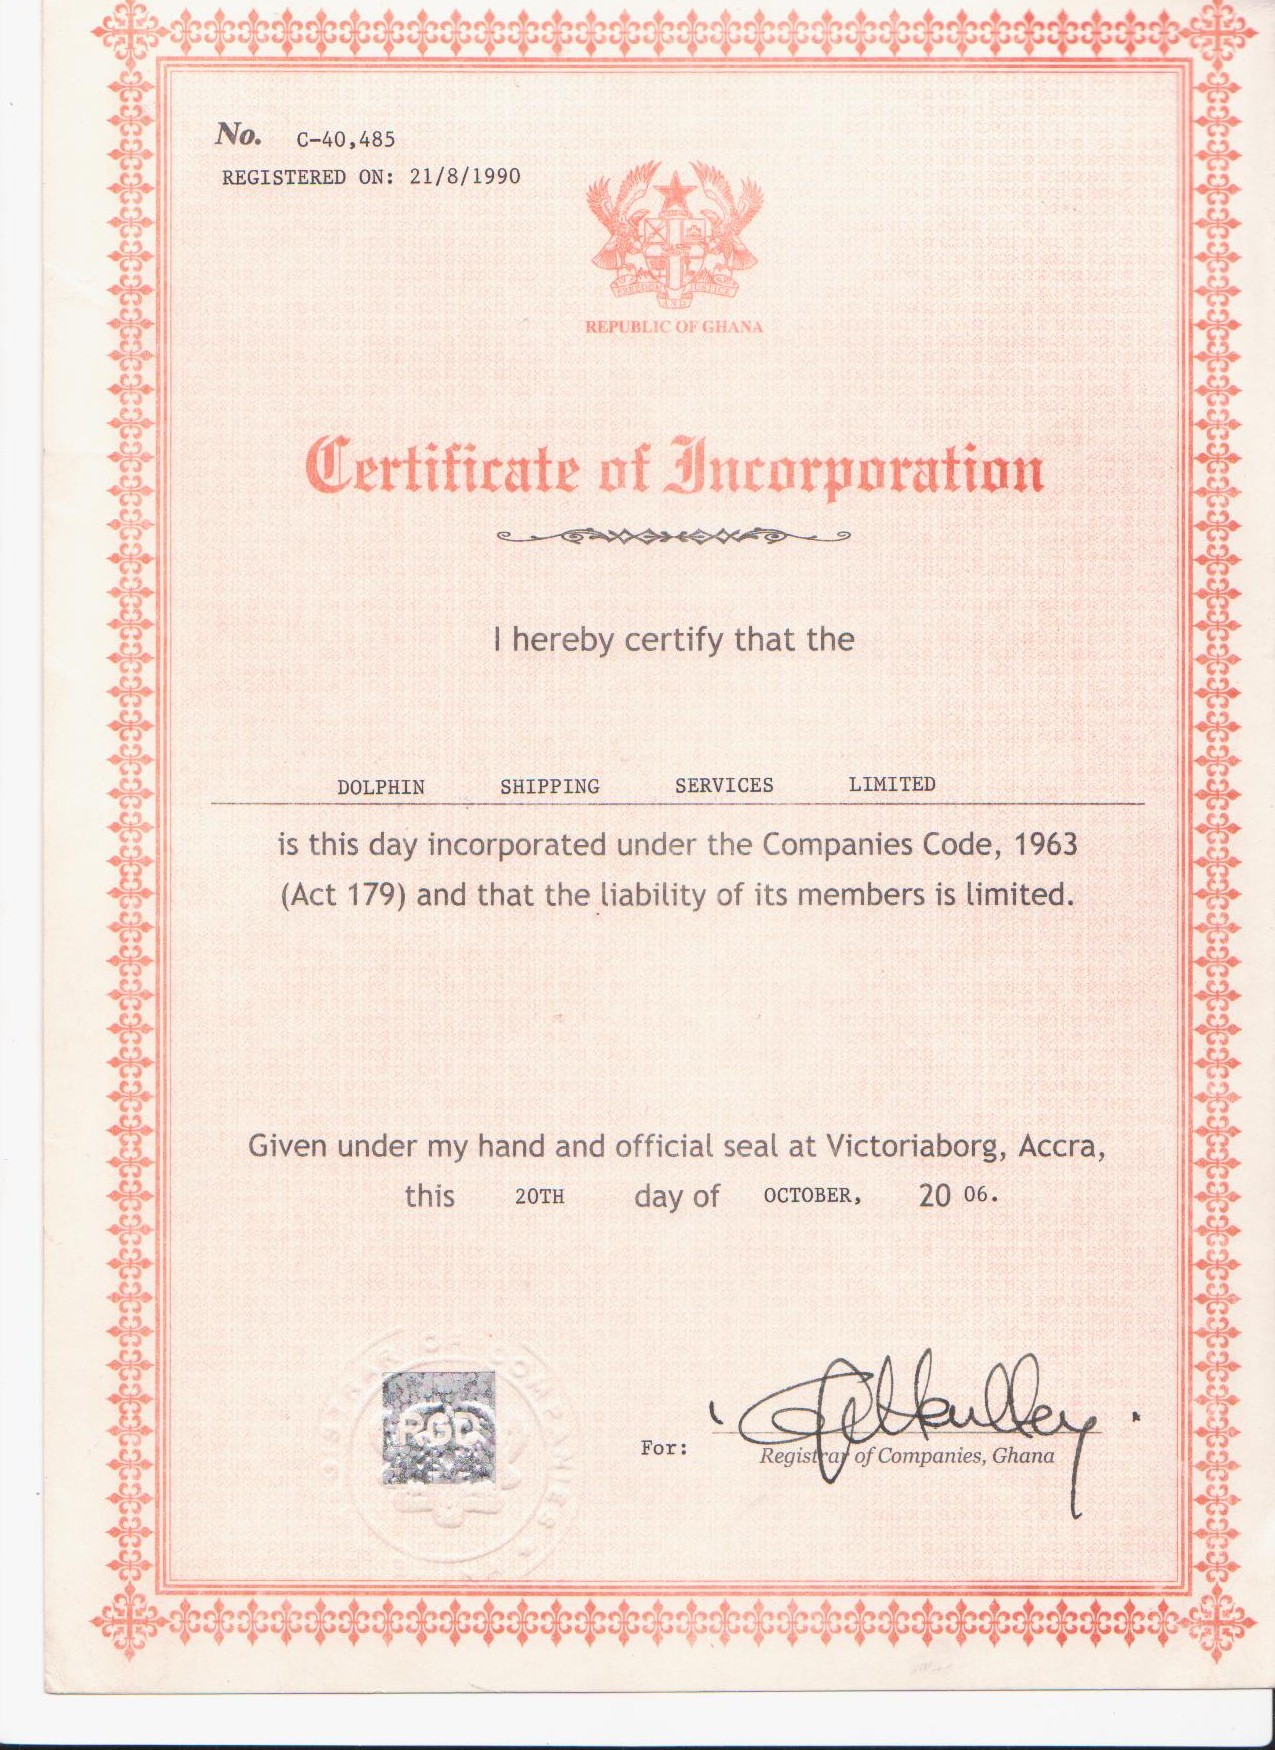 No. C-40,485
REGISTERED ON: 21/8/1990
FREEDOM AND JUSTICE
REPUBLIC OF GHANA
Certificate of Incorporation
I hereby certify that the
DOLPHIN SHIPPING SERVICES LIMITED
is this day incorporated under the Companies Code, 1963
(Act 179) and that the liability of its members is limited.
Given under my hand and official seal at Victoriaborg, Accra,
this 20TH day of OCTOBER, 20 06.
RGD
For:
Registrar of Companies, Ghana